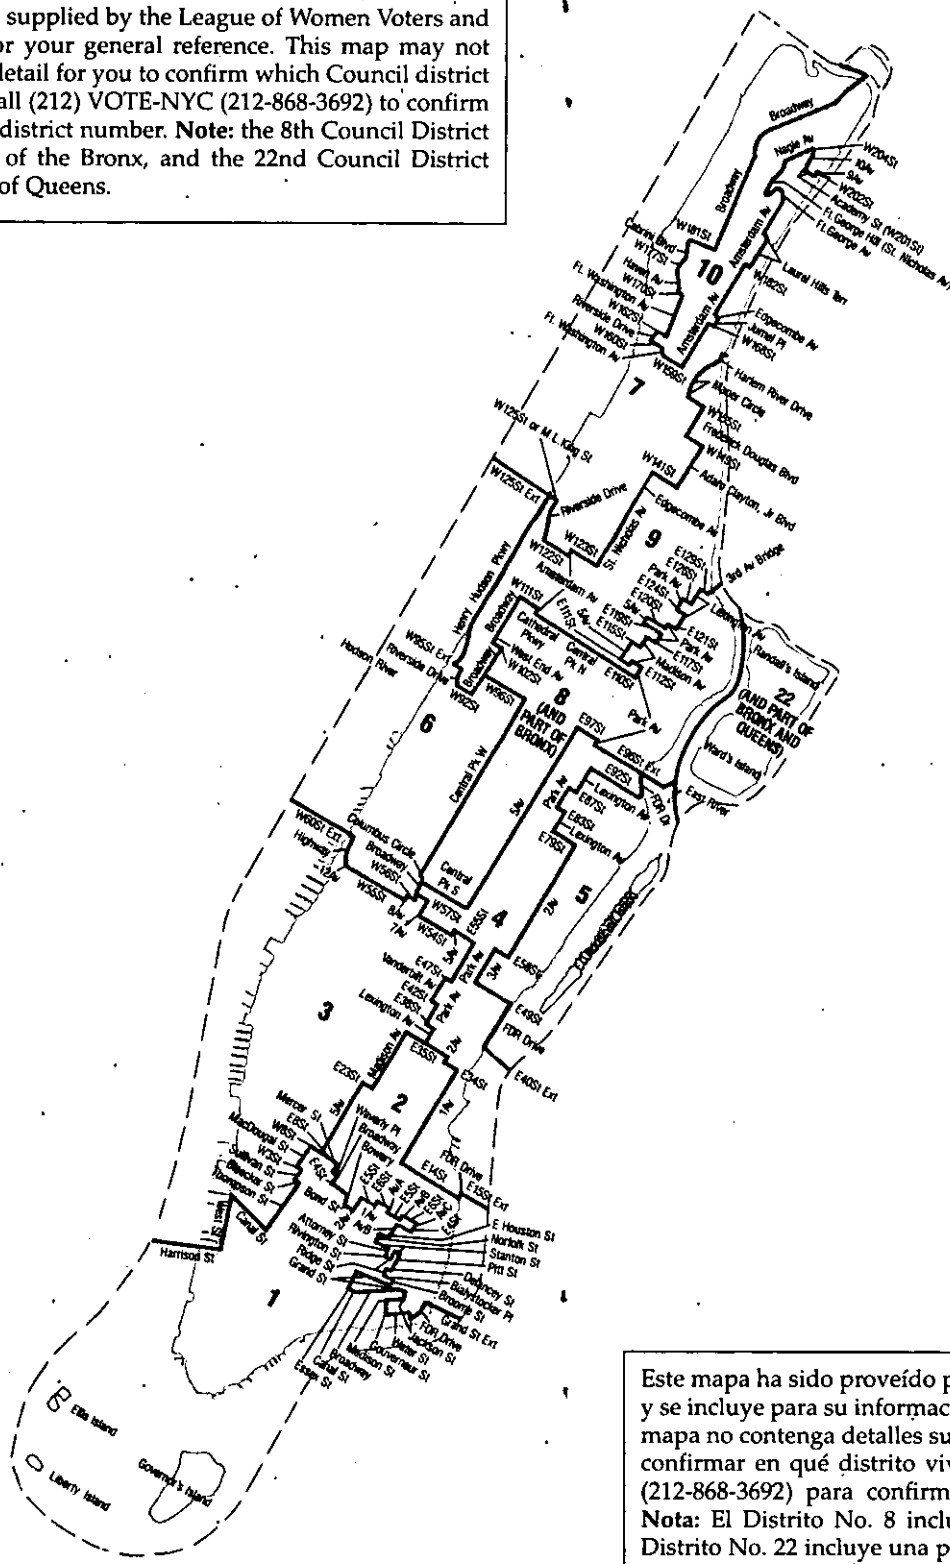 supplied by the League of Women Voters and
or your general reference. This map may not
detail for you to confirm which Council district
all (212) VOTE-NYC (212-868-3692) to confirm
district number. Note: the 8th Council District
of the Bronx, and the 22nd Council District
of Queens.
Broadway
Nagle Av
W204St
10Av
9Av
W202St
Academy St (W201St)
Ft. George Hill (St. Nicholas Av)
Ft. George Av
Broadway
W181St
Cabrini Blvd
W177St
10
Amsterdam Av
Laurel Hills Terr
W182St
Haven Av
W170St
Ft. Washington Av
W162St
Riverside Drive
W160St
Ft. Washington Av
Amsterdam Av
Edgecombe Av
Jumel Pl
W168St
W159St
7
Harlem River Drive
Macer Circle
W155St
Frederick Douglas Blvd
W149St
Adam Clayton, Jr Blvd
W125St or M L King St
W141St
W125St Ext
Riverside Drive
Edgecombe Av
St. Nicholas Av
W123St
9
W122St
Amsterdam Av
E129St
E126St
3rd Av Bridge
Park Av
E124St
E120St
5Av
E119St
E115St
Lexington Av
E121St
Park Av
E117St
Madison Av
E112St
Henry Hudson Pkwy
Broadway
W111St
E111St
5Av
Cathedral
Pkwy
Central
Pk N
E110St
Randall's Island
W95St Ext
Riverside Drive
Hudson River
Broadway
West End Av
W102St
W92St
W96St
8
(AND
PART OF
BRONX)
Park Av
22
(AND PART OF
BRONX AND
QUEENS)
Ward's Island
6
E97St
E96St Ext
Central Pk W
5Av
E92St
Park Av
Lexington Av
E87St
E83St
Lexington Av
FDR Dr
East River
W60St Ext
Highway
12Av
Columbus Circle
Broadway
W56St
W55St
8Av
7Av
Central
Pk S
W57St
E79St
2Av
5
4
W54St
5Av
E55St
E47St
Vanderbilt Av
E42St
Park Av
3Av
E58St
E38St
Lexington Av
Park Av
3
E49St
FDR Drive
Madison Av
E35St
2Av
E34St
E40St Ext
E23St
5Av
2
1Av
Mercer St
E8St
W8St
MacDougal St
W3St
Sullivan St
Bleecker St
Thompson St
Waverly Pl
Broadway
Bowery
E4St
E14St
FDR Drive
E15St Ext
Bond St
2Av
1Av
E5St
E6St
AvA
AvB
West St
Canal St
Harrison St
Attorney St
Rivington St
Ridge St
Grand St
E Houston St
Norfolk St
Stanton St
Pitt St
Delancey St
Bialystocker Pl
Broome St
Grand St Ext
FDR Drive
Jackson St
Water St
Gouverneur St
Madison St
Broadway
Canal St
Essex St
1
Ellis Island
Liberty Island
Governor's Island
Este mapa ha sido proveído p
y se incluye para su informac
mapa no contenga detalles su
confirmar en qué distrito viv
(212-868-3692) para confirm
Nota: El Distrito No. 8 inclu
Distrito No. 22 incluye una p